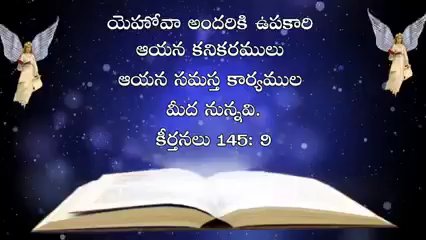 యెహోవా అందరికి ఉపకారి
ఆయన కనికరములు
ఆయన సమస్త కార్యముల
మీద నున్నవి.
కీర్తనలు 145: 9